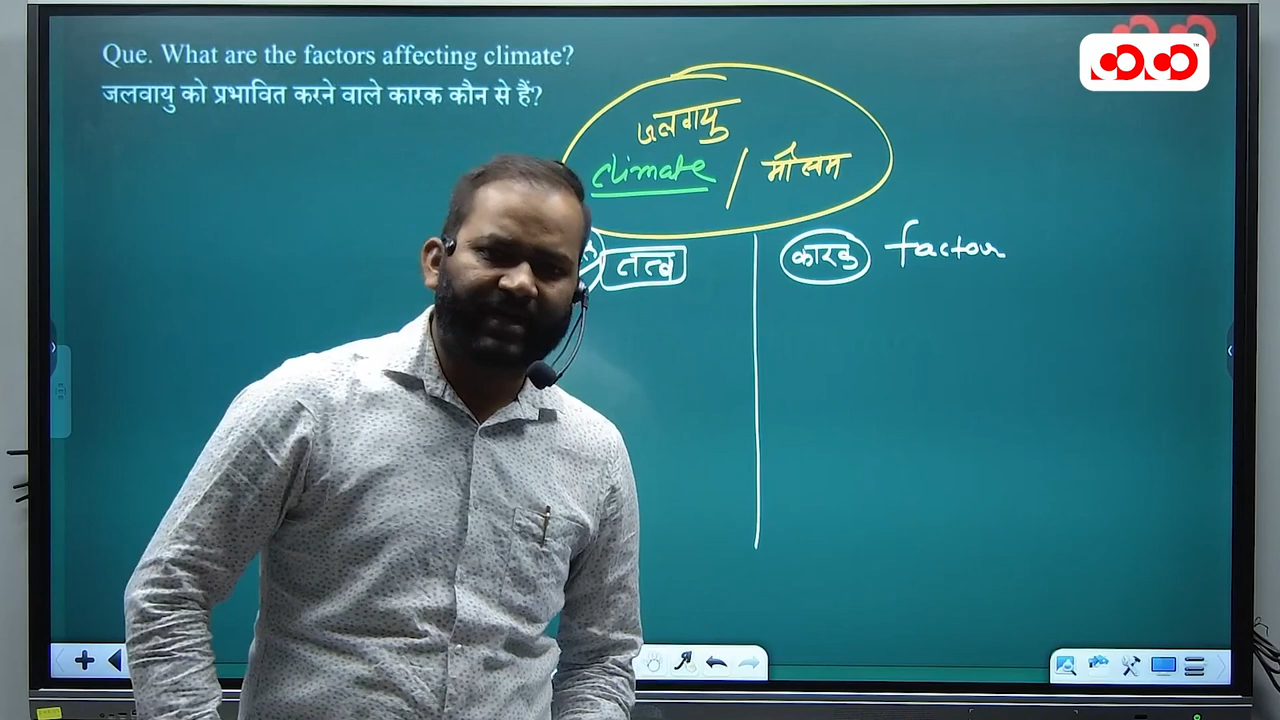 Que. What are the factors affecting climate?
जलवायु को प्रभावित करने वाले कारक कौन से हैं?
जलवायु
climate / मौसम
तत्व
कारक factor